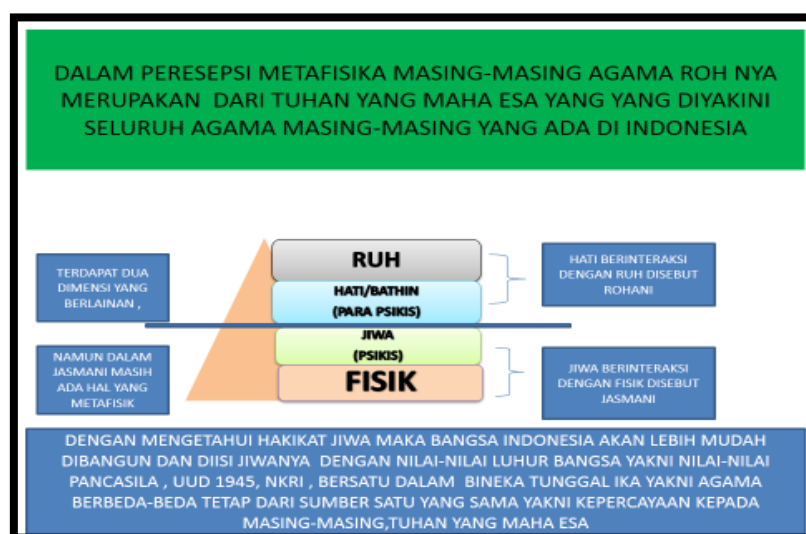 DALAM PERESEPSI METAFISIKA MASING-MASING AGAMA ROH NYA
MERUPAKAN DARI TUHAN YANG MAHA ESA YANG YANG DIYAKINI
SELURUH AGAMA MASING-MASING YANG ADA DI INDONESIA
TERDAPAT DUA
DIMENSI YANG
BERLAINAN ,
RUH
HATI/BATHIN
(PARA PSIKIS)
HATI BERINTERAKSI
DENGAN RUH DISEBUT
ROHANI
NAMUN DALAM
JASMANI MASIH
ADA HAL YANG
METAFISIK
JIWA
(PSIKIS)
FISIK
JIWA BERINTERAKSI
DENGAN FISIK DISEBUT
JASMANI
DENGAN MENGETAHUI HAKIKAT JIWA MAKA BANGSA INDONESIA AKAN LEBIH MUDAH
DIBANGUN DAN DIISI JIWANYA DENGAN NILAI-NILAI LUHUR BANGSA YAKNI NILAI-NILAI
PANCASILA , UUD 1945, NKRI , BERSATU DALAM BINEKA TUNGGAL IKA YAKNI AGAMA
BERBEDA-BEDA TETAP DARI SUMBER SATU YANG SAMA YAKNI KEPERCAYAAN KEPADA
MASING-MASING,TUHAN YANG MAHA ESA